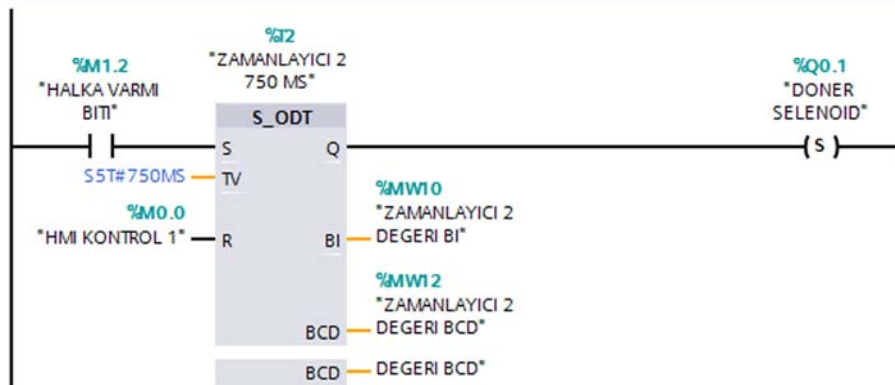 %T2
%M1.2
"ZAMANLAYICI 2
%Q0.1
"HALKA VARMI
750 MS"
"DONER
BITI"
S_ODT
SELENOID"
S
Q
S
S5T#750MS
TV
%MW10
%M0.0
"ZAMANLAYICI 2
"HMI KONTROL 1"
R
BI
DEGERI BI"
%MW12
"ZAMANLAYICI 2
BCD
DEGERI BCD"
BCD
DEGERI BCD"